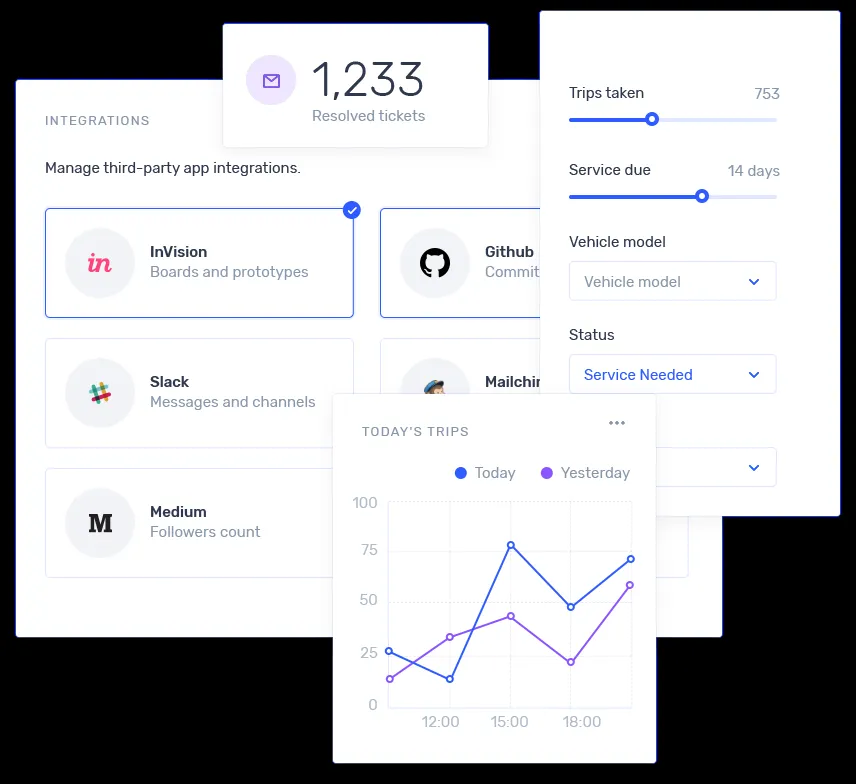 1,233
Resolved tickets
INTEGRATIONS
Manage third-party app integrations.
in
InVision
Boards and prototypes
Github
Commit
Slack
Messages and channels
Mailchim
M
Medium
Followers count
Trips taken
753
Service due
14 days
Vehicle model
Vehicle model
Status
Service Needed
TODAY'S TRIPS
Today
Yesterday
100
75
50
25
0
12:00
15:00
18:00